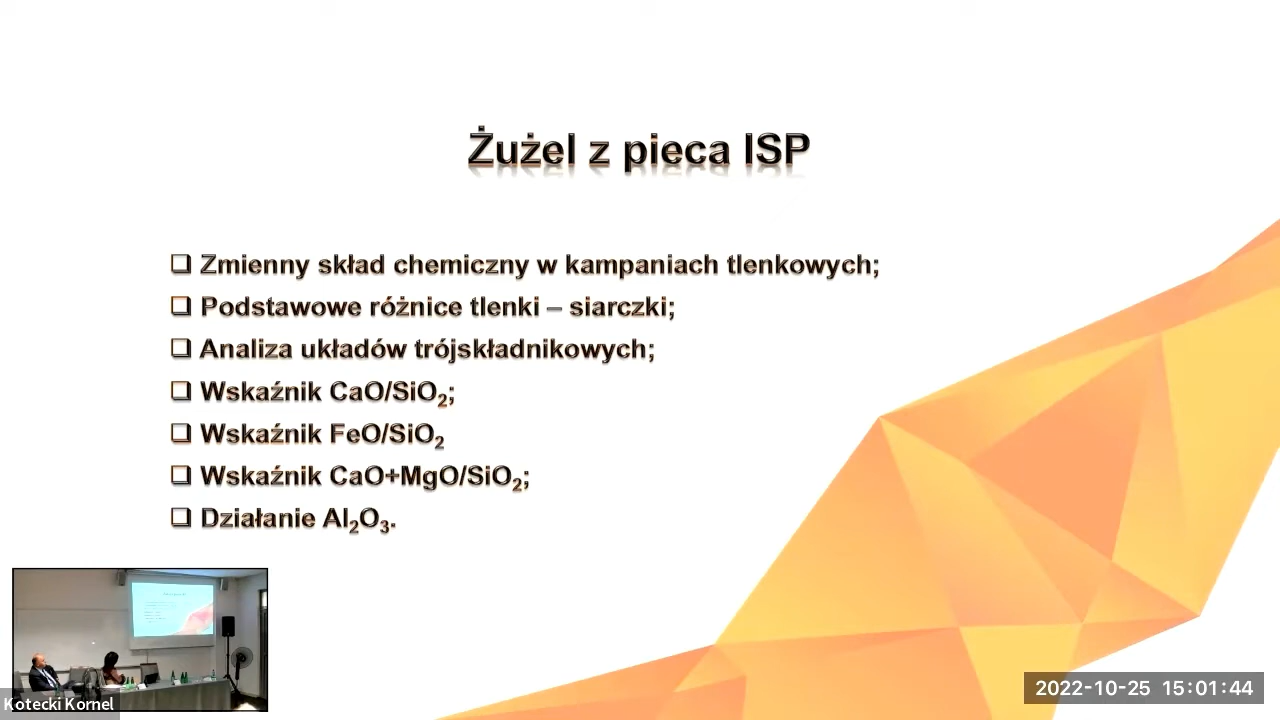 Żużel z pieca ISP
❑ Zmienny skład chemiczny w kampaniach tlenkowych;
❑ Podstawowe różnice tlenki – siarczki;
❑ Analiza układów trójskładnikowych;
❑ Wskaźnik CaO/SiO₂;
❑ Wskaźnik FeO/SiO₂
❑ Wskaźnik CaO+MgO/SiO₂;
❑ Działanie Al₂O₃.
Kotecki Kornel
2022-10-25 15:01:44